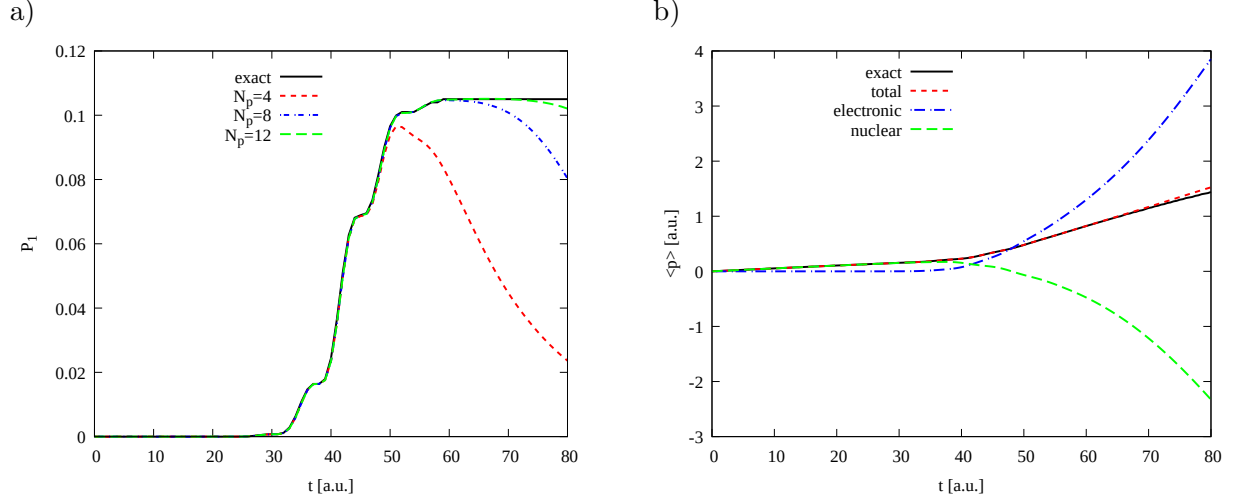 a)
0.12
0.1
0.08
0.06
0.04
0.02
0
P₁
exact
Nₚ=4
Nₚ=8
Nₚ=12
0 10 20 30 40 50 60 70 80
t [a.u.]
b)
4
3
2
1
0
-1
-2
-3
<p> [a.u.]
exact
total
electronic
nuclear
0 10 20 30 40 50 60 70 80
t [a.u.]